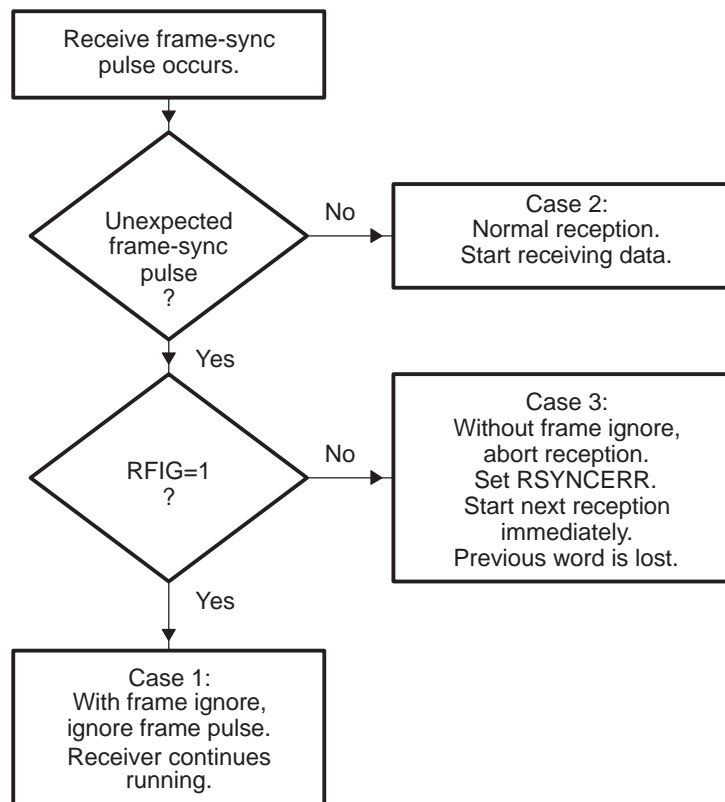 Receive frame-sync
pulse occurs.
Unexpected
frame-sync
pulse
?
No
Case 2:
Normal reception.
Start receiving data.
Yes
RFIG=1
?
No
Case 3:
Without frame ignore,
abort reception.
Set RSYNCERR.
Start next reception
immediately.
Previous word is lost.
Yes
Case 1:
With frame ignore,
ignore frame pulse.
Receiver continues
running.